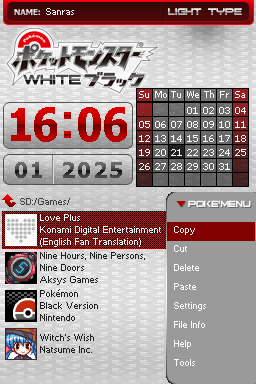 NAME: Sanras
LIGHT TYPE
Pokémon
ポケットモンスター
WHITE ブラック
16:06
01 2025
Su Mo Tu We Th Fr Sa
01 02 03 04
05 06 07 08 09 10 11
12 13 14 15 16 17 18
19 20 21 22 23 24 25
26 27 28 29 30 31
SD:/Games/
Love Plus
Konami Digital Entertainment
(English Fan Translation)
Nine Hours, Nine Persons,
Nine Doors
Aksys Games
Pokémon
Black Version
Nintendo
Witch's Wish
Natsume Inc.
POKE'MENU
Copy
Cut
Delete
Paste
Settings
File Info
Help
Tools